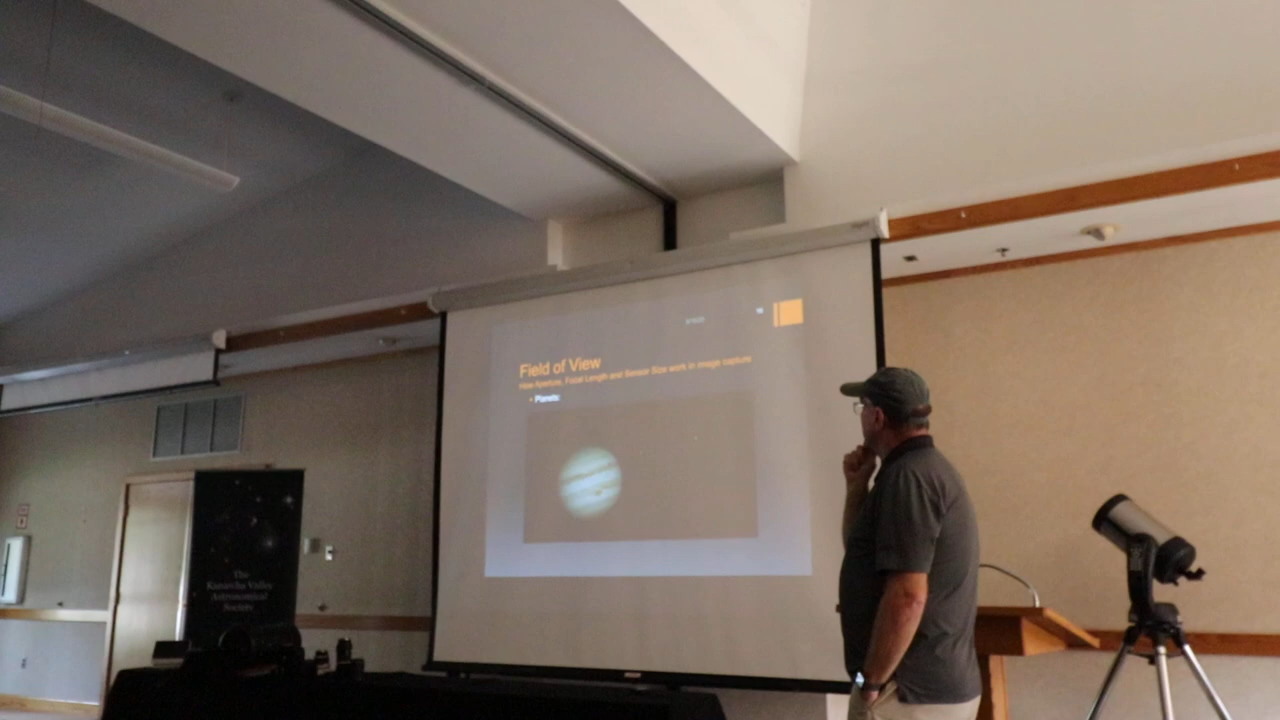 Field of View
How Aperture, Focal Length and Sensor Size work in image capture
Planets:
The
Kanawha Valley
Astronomical
Society